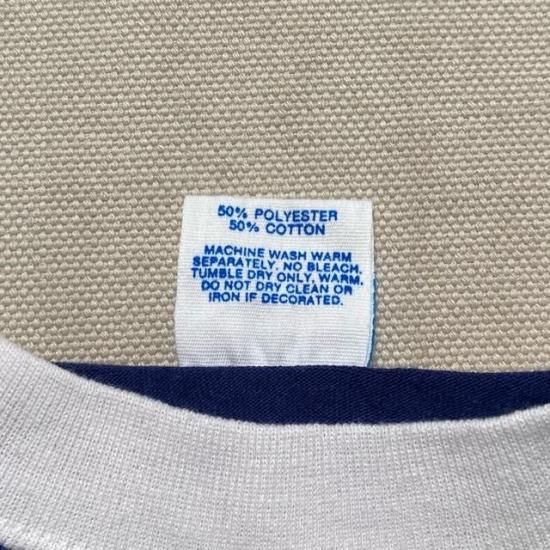 50% POLYESTER
50% COTTON
MACHINE WASH WARM
SEPARATELY, NO BLEACH.
TUMBLE DRY ONLY, WARM.
DO NOT DRY CLEAN OR
IRON IF DECORATED.